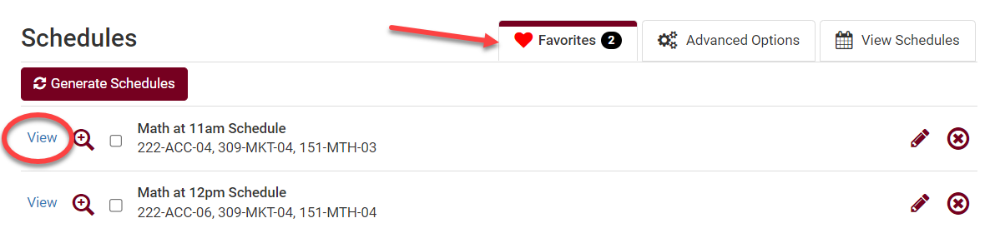 Schedules
Favorites 2
Advanced Options
View Schedules
Generate Schedules
View
Math at 11am Schedule
222-ACC-04, 309-MKT-04, 151-MTH-03
View
Math at 12pm Schedule
222-ACC-06, 309-MKT-04, 151-MTH-04